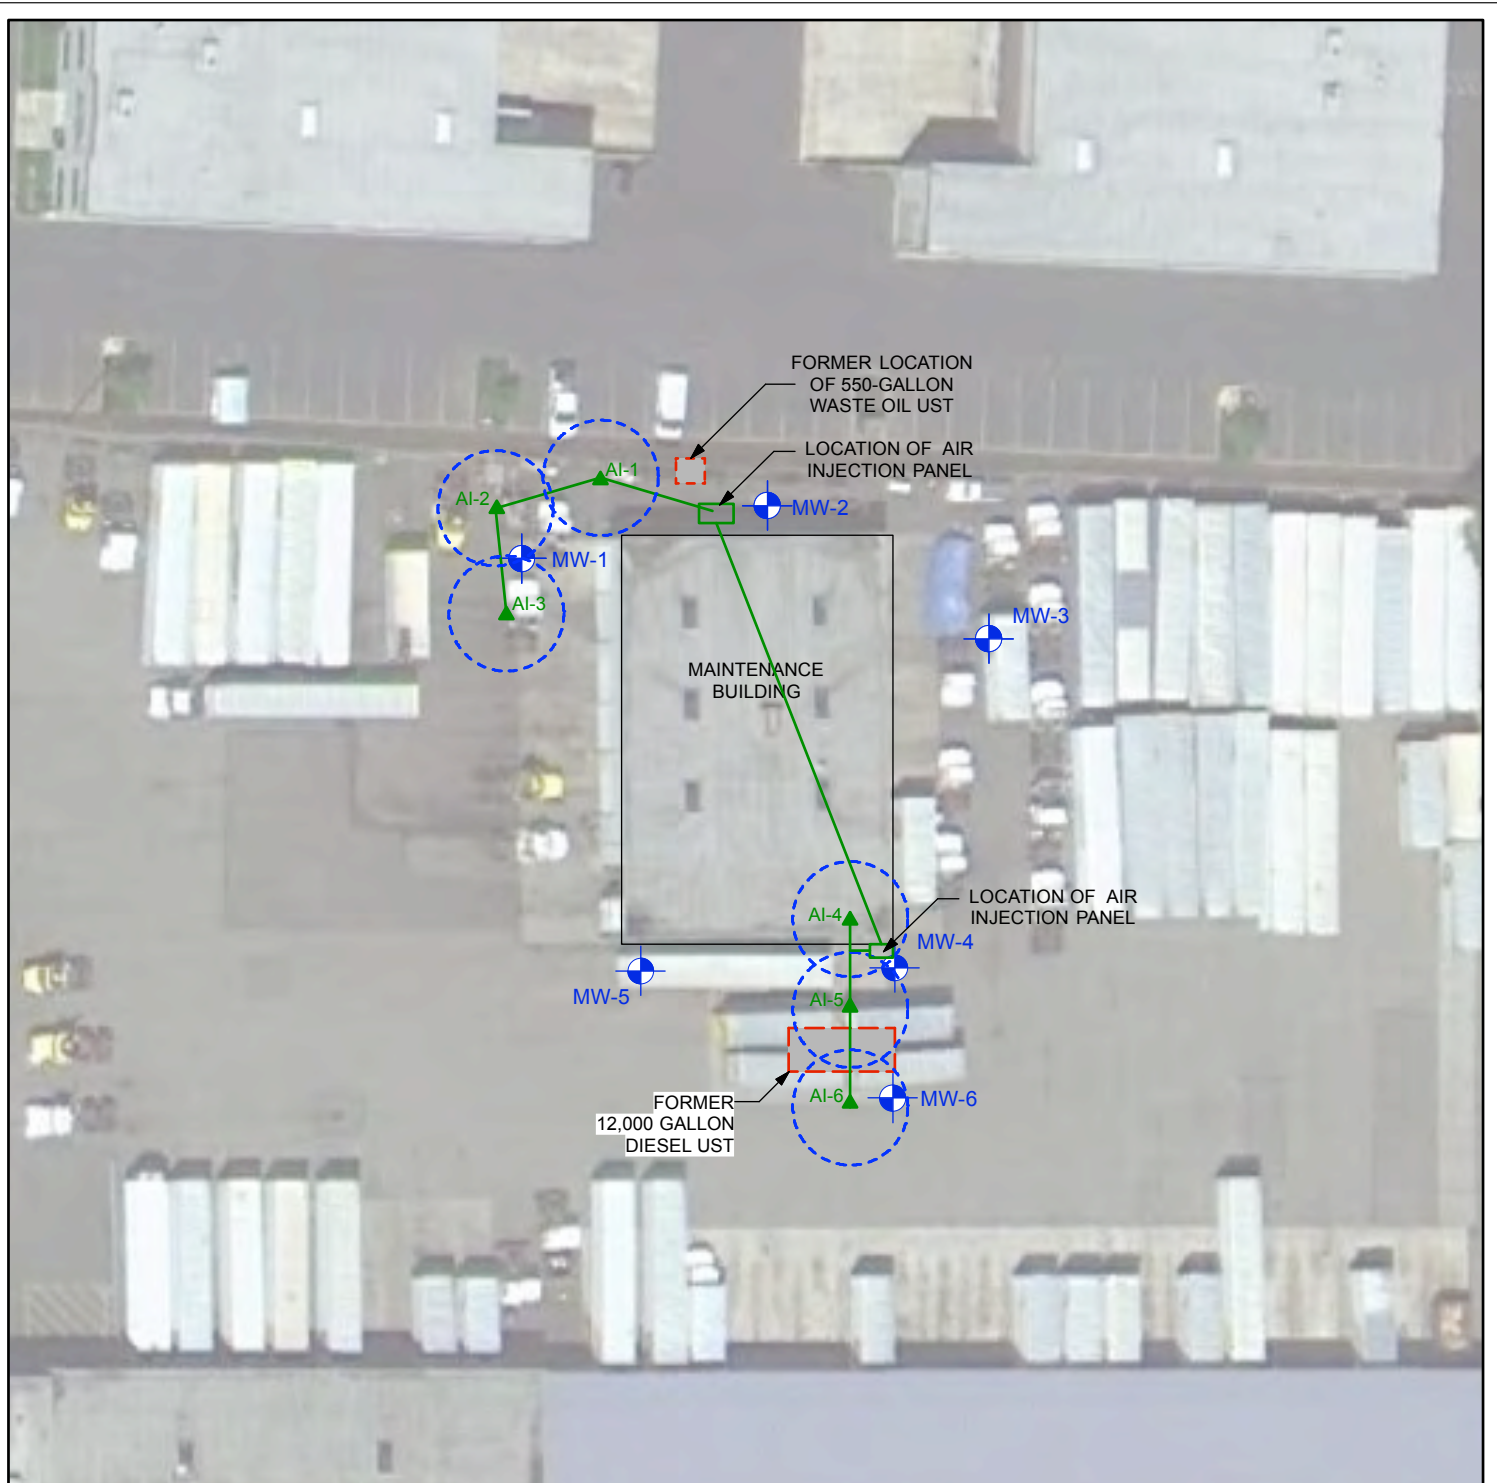 FORMER LOCATION
OF 550-GALLON
WASTE OIL UST
LOCATION OF AIR
INJECTION PANEL
AI-1
AI-2
MW-2
MW-1
AI-3
MW-3
MAINTENANCE
BUILDING
LOCATION OF AIR
INJECTION PANEL
AI-4
MW-4
MW-5
AI-5
AI-6
MW-6
FORMER
12,000 GALLON
DIESEL UST